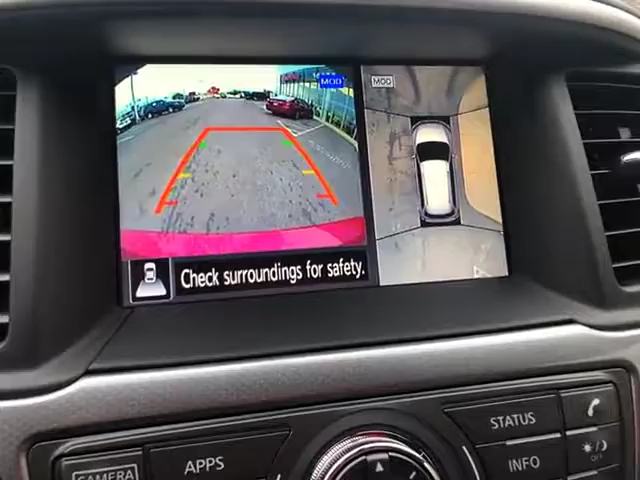 MOD
MOD
Check surroundings for safety.
STATUS
CAMERA
APPS
INFO
OFF